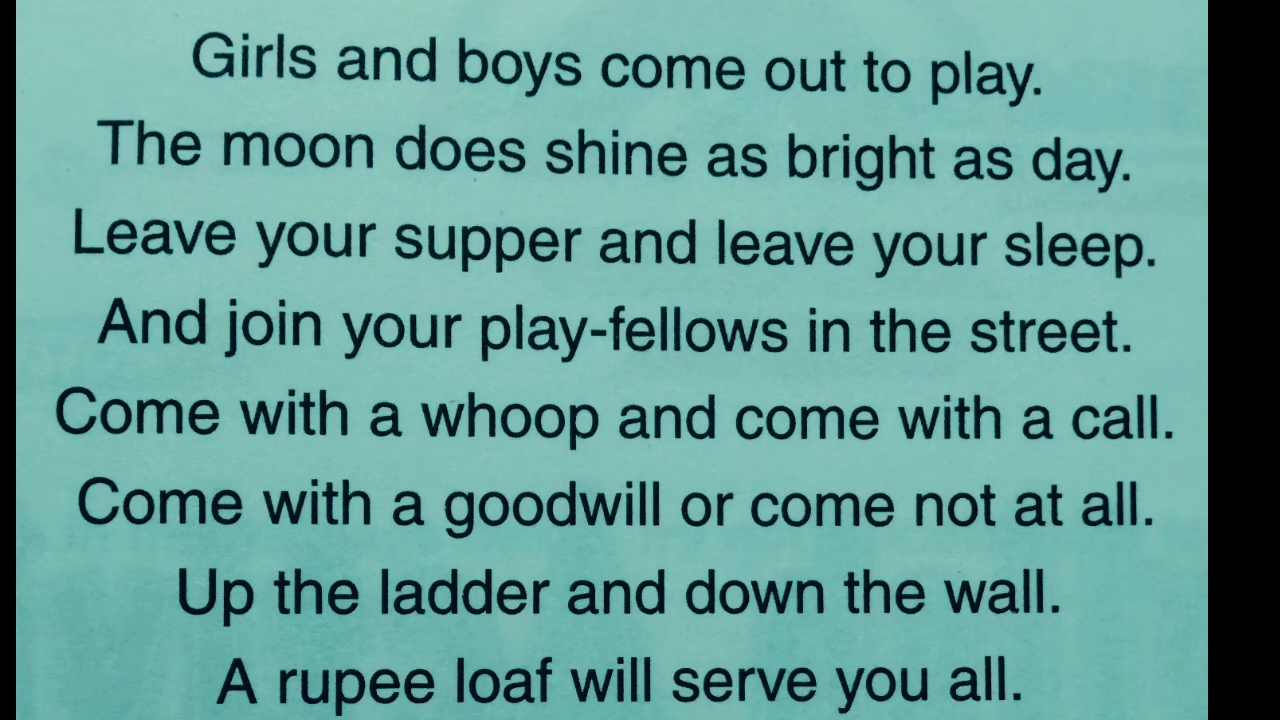 Girls and boys come out to play.
The moon does shine as bright as day.
Leave your supper and leave your sleep.
And join your play-fellows in the street.
Come with a whoop and come with a call.
Come with a goodwill or come not at all.
Up the ladder and down the wall.
A rupee loaf will serve you all.